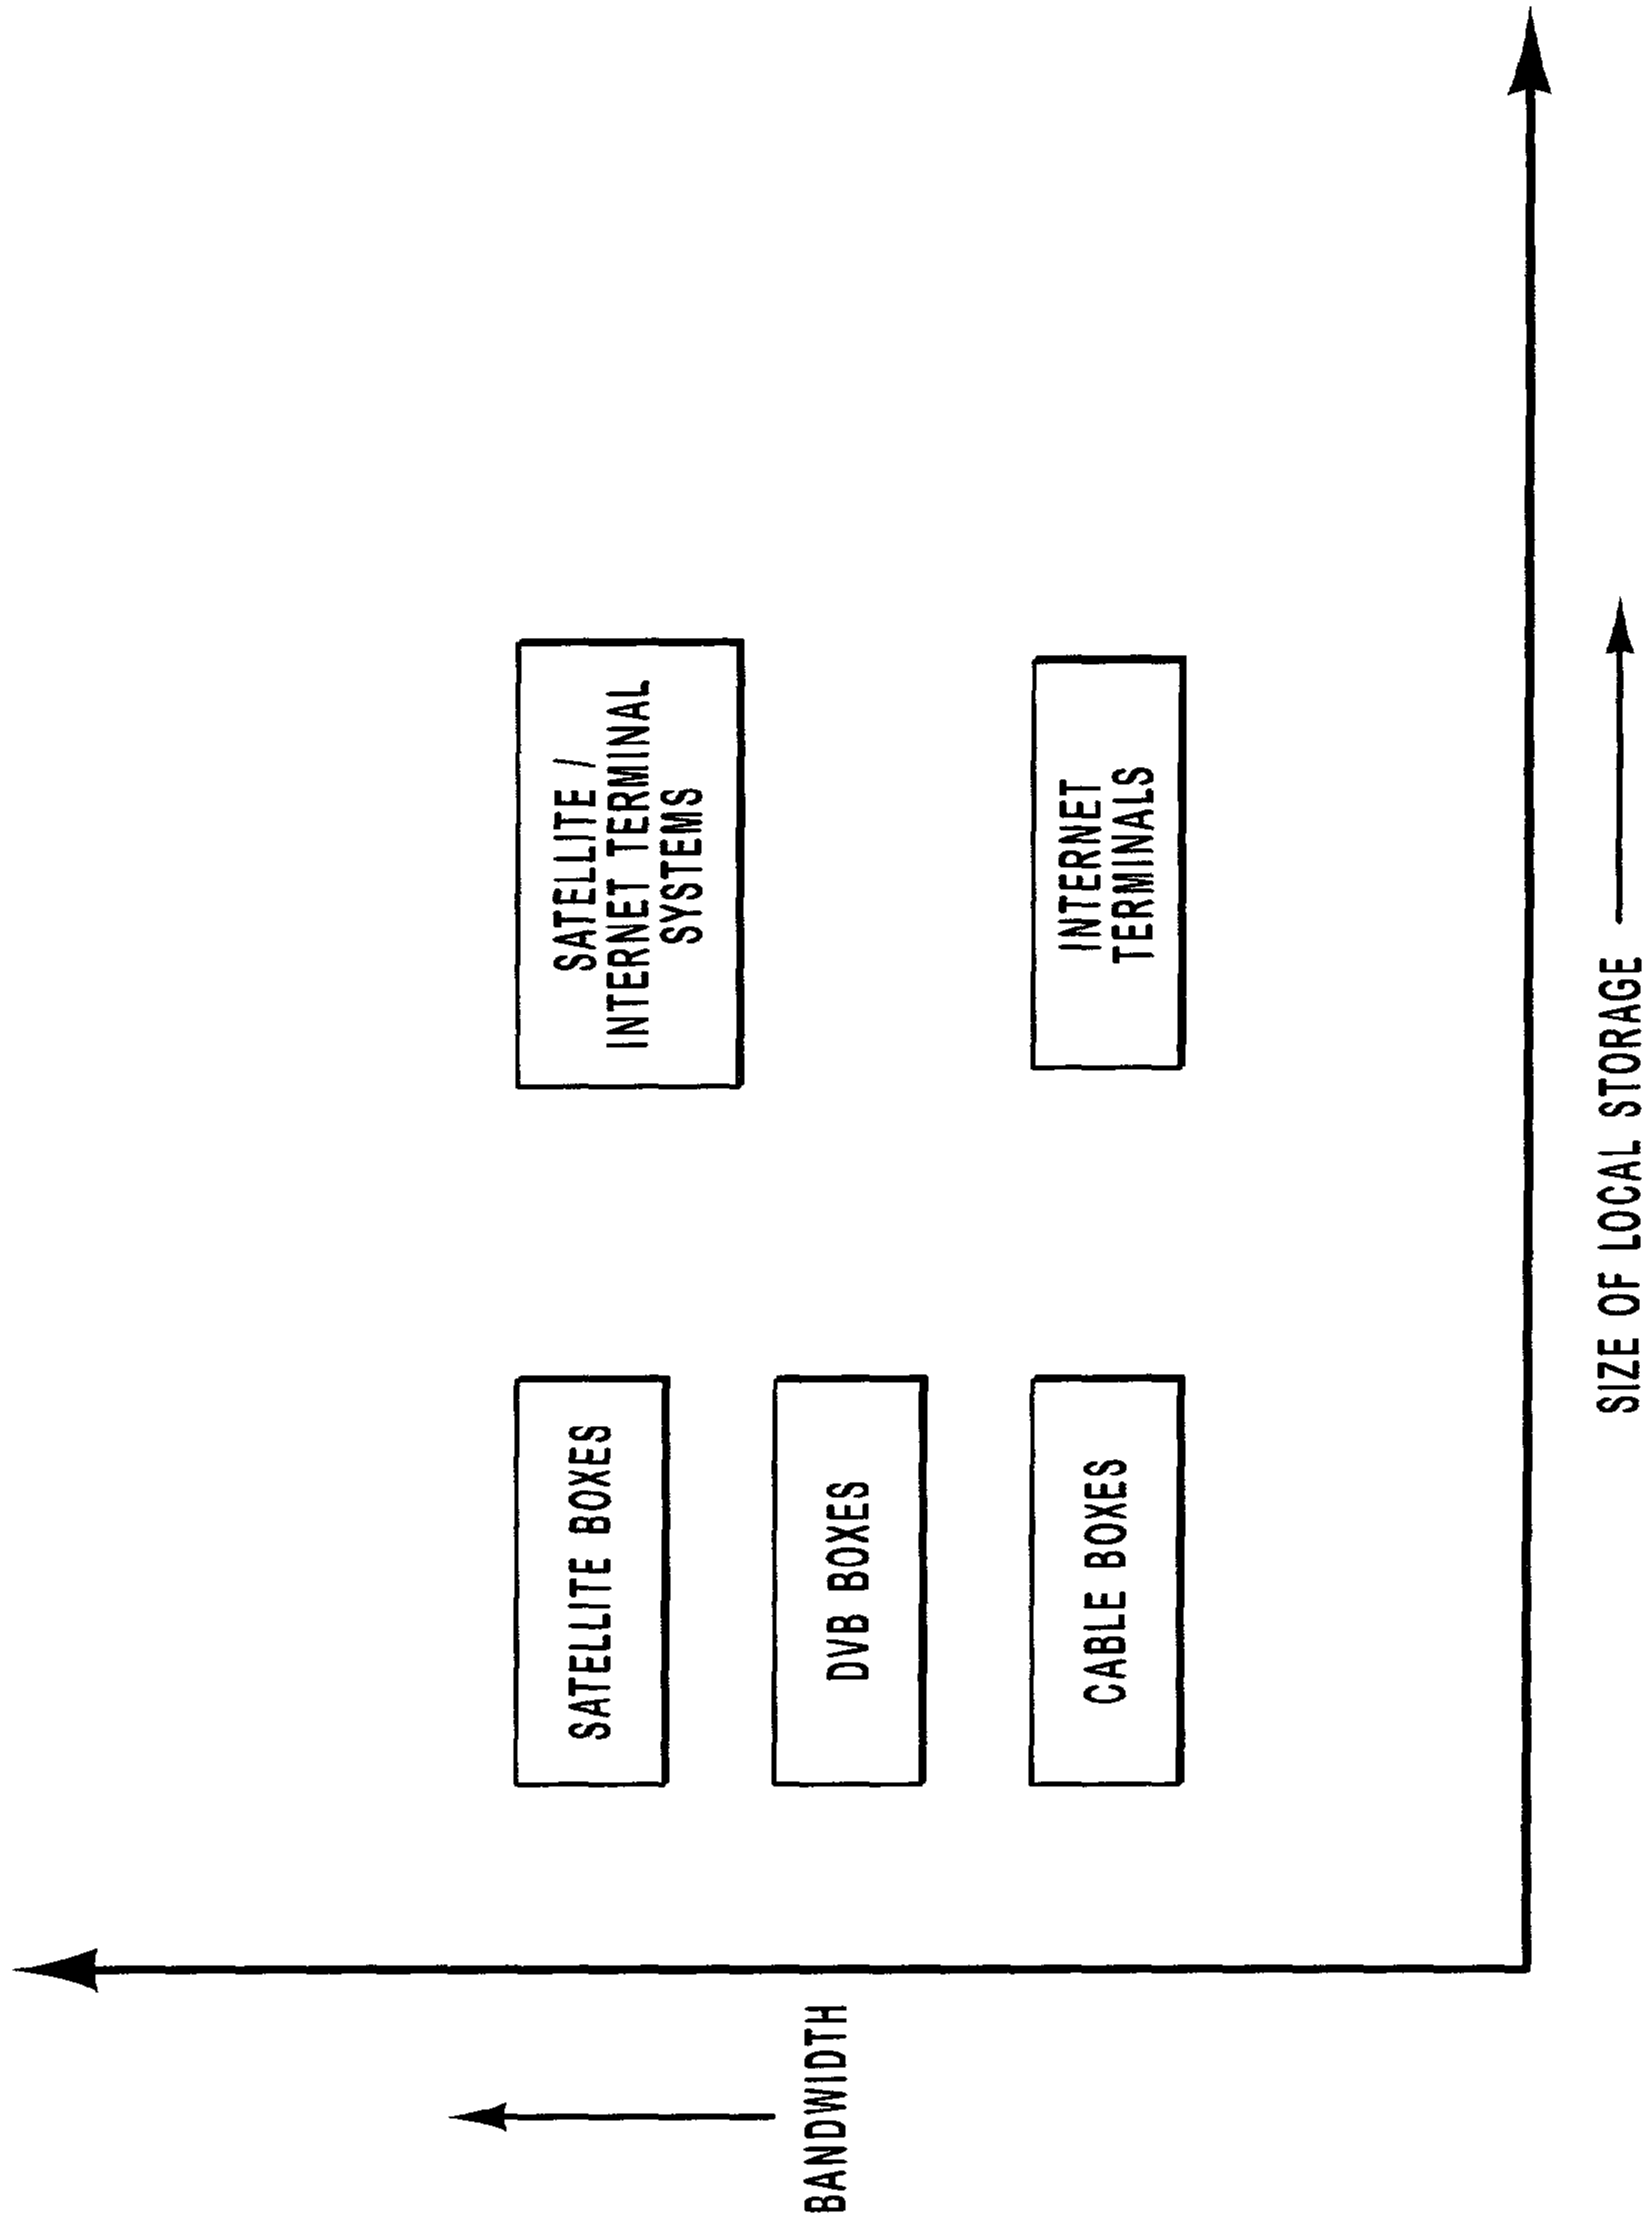 BANDWIDTH
SATELLITE BOXES
DVB BOXES
CABLE BOXES
SATELLITE /
INTERNET TERMINAL
SYSTEMS
INTERNET
TERMINALS
SIZE OF LOCAL STORAGE